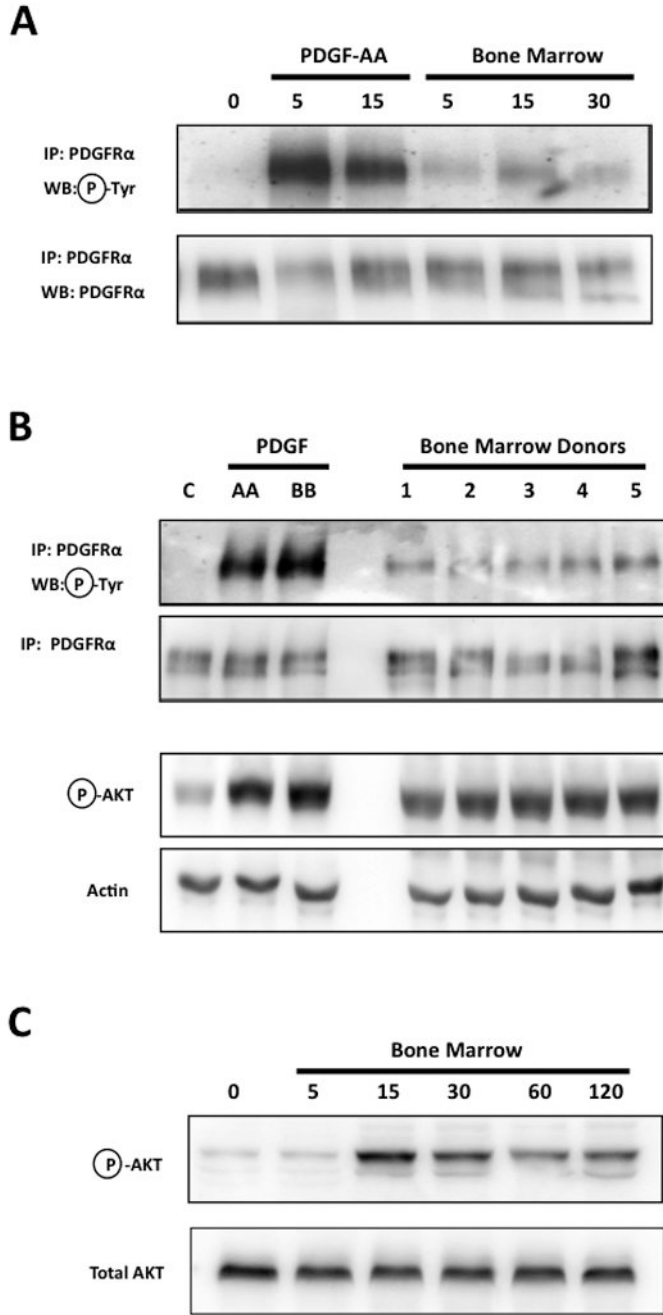 A
PDGF-AA Bone Marrow
0 5 15 5 15 30
IP: PDGFRα
WB: P-Tyr
IP: PDGFRα
WB: PDGFRα
B
PDGF Bone Marrow Donors
C AA BB 1 2 3 4 5
IP: PDGFRα
WB: P-Tyr
IP: PDGFRα
P-AKT
Actin
C
Bone Marrow
0 5 15 30 60 120
P-AKT
Total AKT